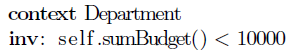 context Department
inv: self.sumBudget() < 10000